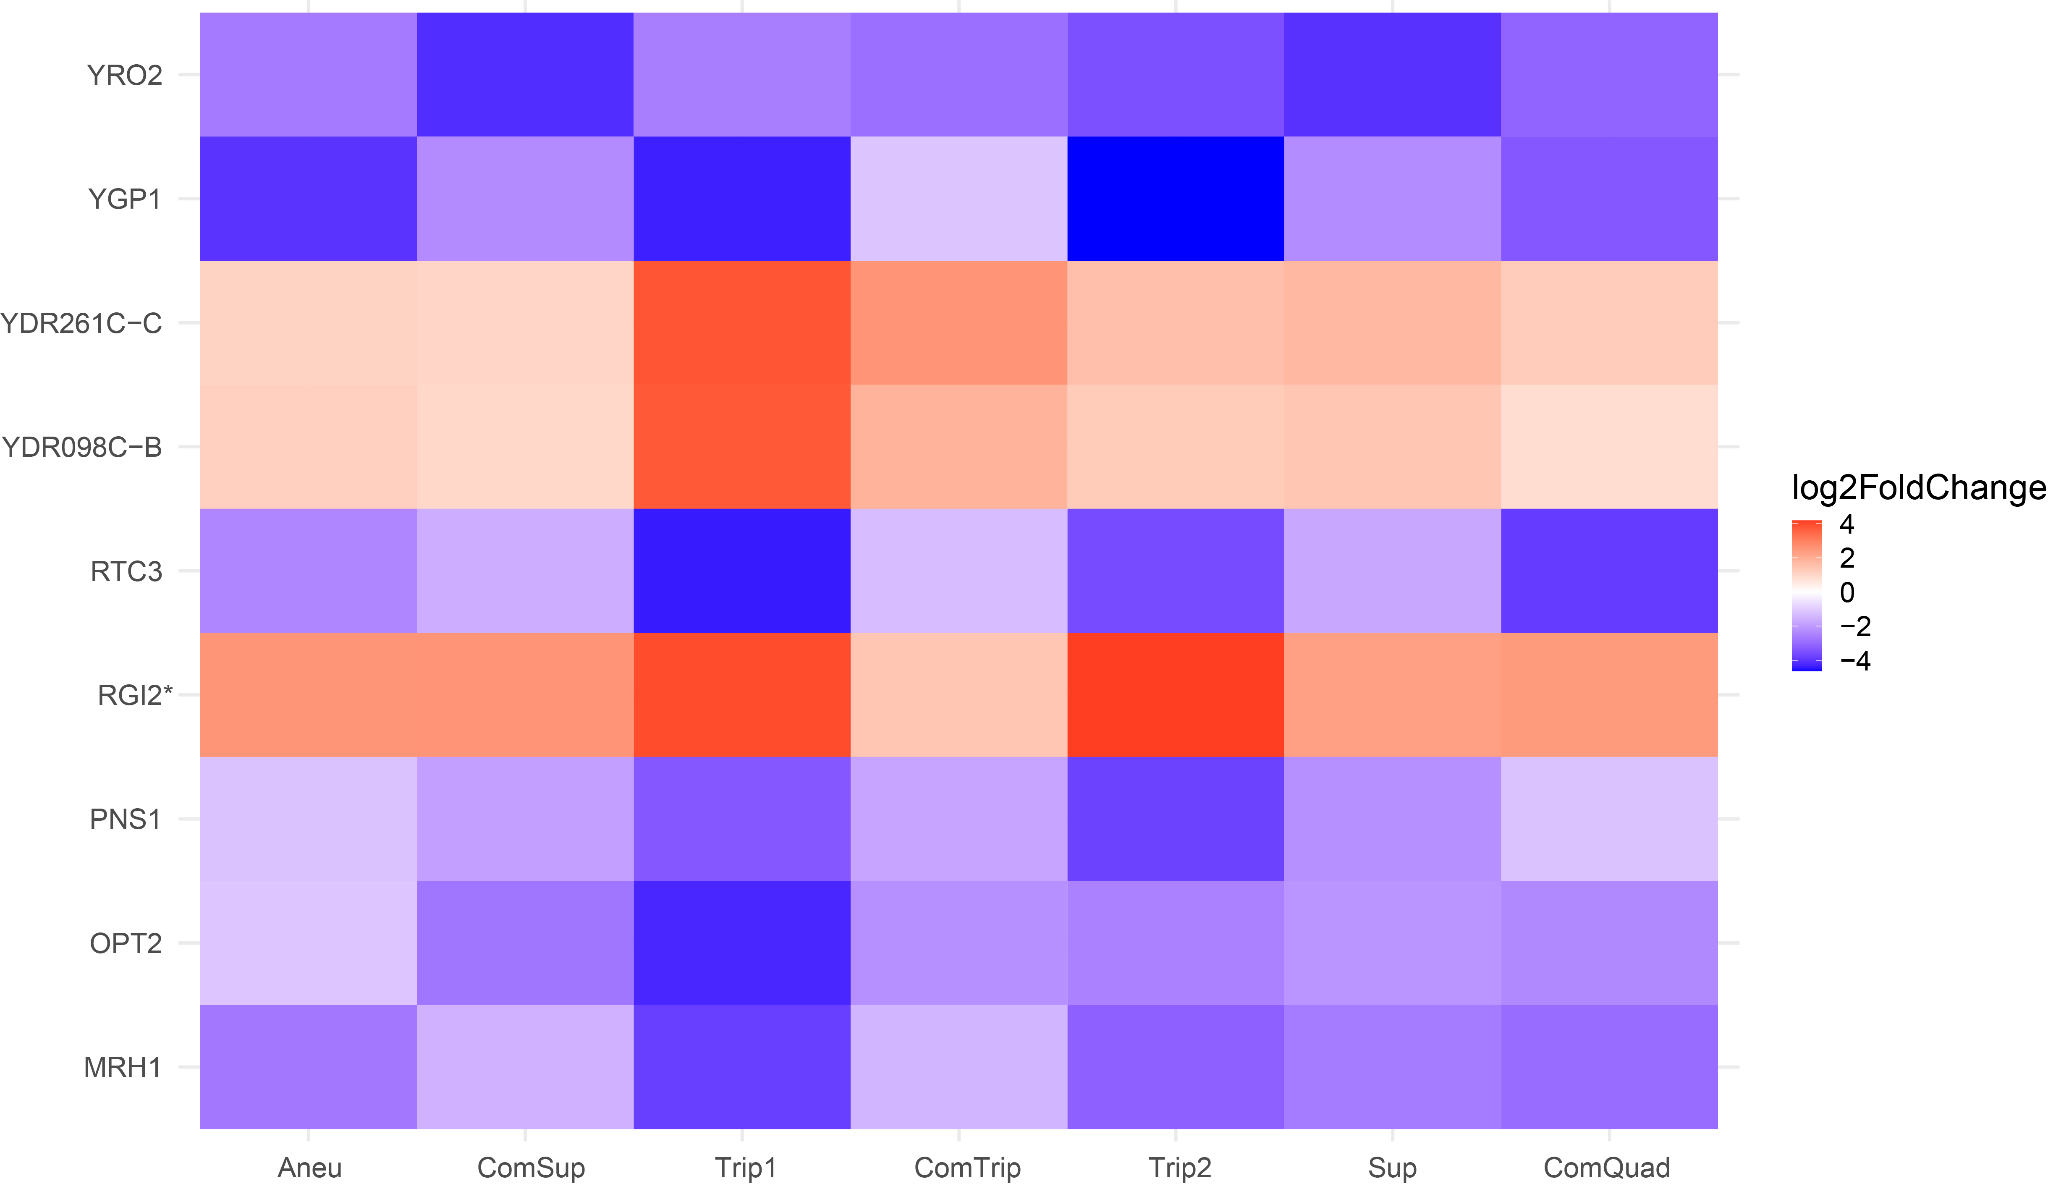 YRO2
YGP1
YDR261C−C
YDR098C−B
RTC3
RGI2*
PNS1
OPT2
MRH1
Aneu ComSup Trip1 ComTrip Trip2 Sup ComQuad
log2FoldChange
4
2
0
−2
−4